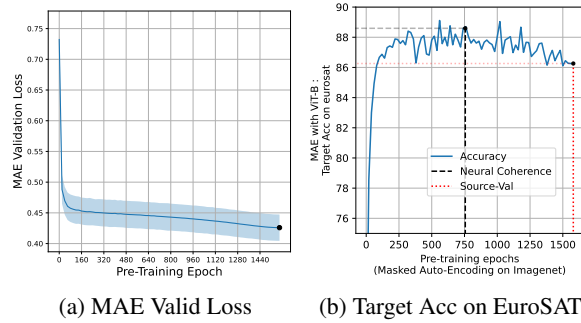 MAE Validation Loss
0.75
0.70
0.65
0.60
0.55
0.50
0.45
0.40
0 160 320 480 640 800 960 1120 1280 1440
Pre-Training Epoch
(a) MAE Valid Loss
MAE with ViT-B :
Target Acc on eurosat
90
88
86
84
82
80
78
76
Accuracy
Neural Coherence
Source-Val
0 250 500 750 1000 1250 1500
Pre-training epochs
(Masked Auto-Encoding on Imagenet)
(b) Target Acc on EuroSAT